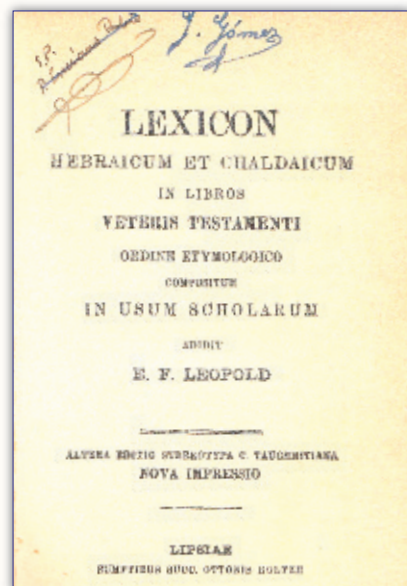 J. Gómez
S.P.
LEXICON
HEBRAICUM ET CHALDAICUM
IN LIBROS
VETERIS TESTAMENTI
ORDINE ETYMOLOGICO
COMPOSITUM
IN USUM SCHOLARUM
EDIDIT
E. F. LEOPOLD
ALTERA EDITIO STEREOTYPA C. TAUCHNITIANA
NOVA IMPRESSIO
LIPSIAE
SUMPTIBUS SUCC. OTTONIS HOLTZE